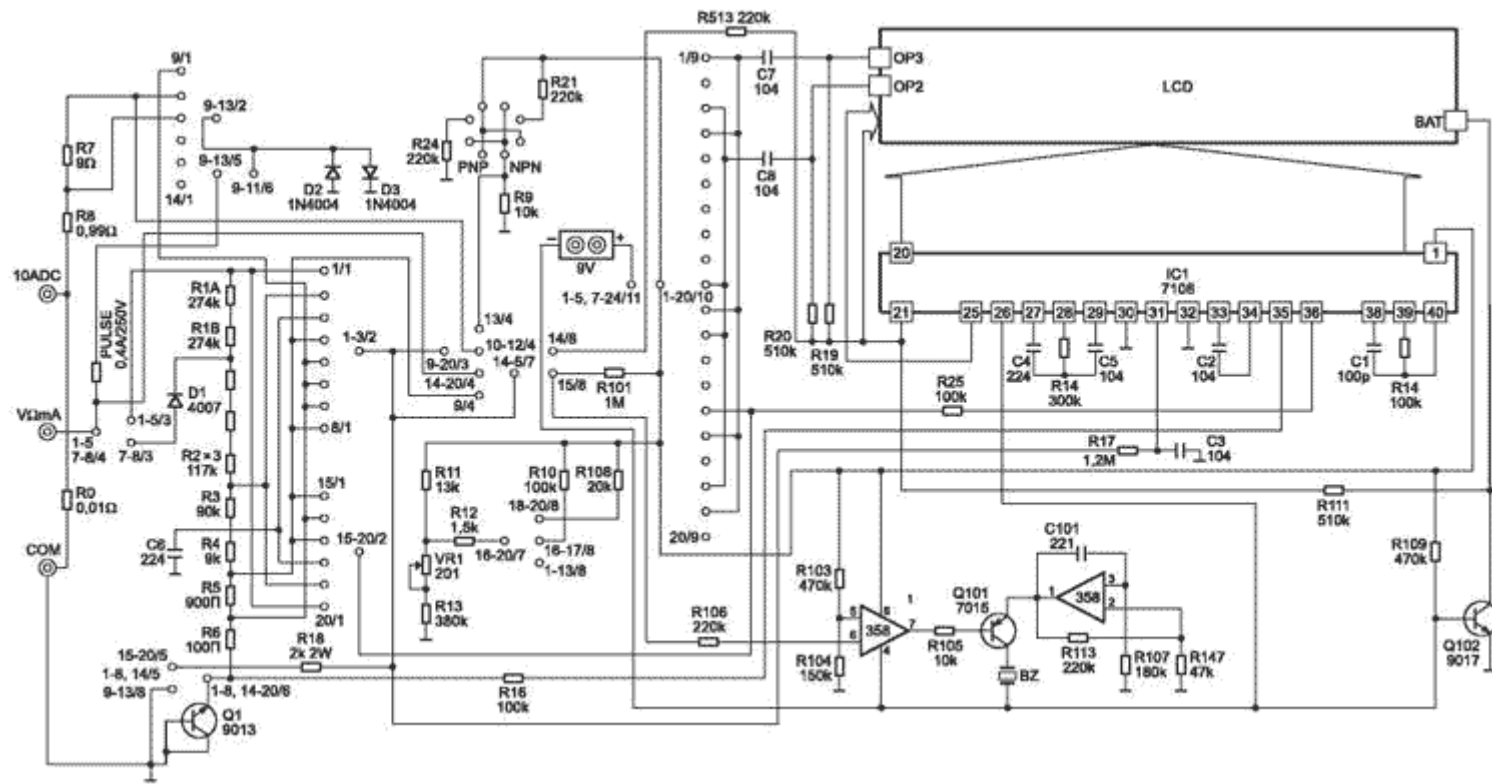 R513 220k
9/1
1/9
C7
104
OP3
OP2
LCD
BAT
R21
220k
9-13/2
R24
220k
PNP
NPN
R7
9Ω
9-13/5
9-11/6
14/1
D2
1N4004
D3
1N4004
R9
10k
C8
104
R8
0,99Ω
–
+
9V
20
1
IC1
7106
10ADC
1/1
1-5, 7-24/11
1-20/10
R1A
274k
PULSE
0,4A/250V
R1B
274k
21
25
26
27
28
29
30
31
32
33
34
35
36
38
39
40
13/4
1-3/2
9-20/3
10-12/4
14-5/7
14/8
R20
510k
R19
510k
C4
224
R14
300k
C5
104
C2
104
C1
100p
R14
100k
D1
4007
14-20/4
15/8
R101
1M
9/4
R25
100k
VΩmA
1-5/3
1-5
7-8/4
7-8/3
8/1
R2×3
117k
R11
13k
R10
100k
R108
20k
R17
1,2M
C3
104
R0
0,01Ω
R3
90k
15/1
18-20/8
R12
1,5k
R111
510k
COM
C6
224
R4
9k
15-20/2
16-20/7
16-17/8
20/9
VR1
201
1-13/8
R5
900П
R13
380k
R103
470k
C101
221
R109
470k
20/1
R6
100П
R106
220k
Q101
7015
1
358
3
2
5
6
358
8
7
4
1
R105
10k
R113
220k
R107
180k
R147
47k
Q102
9017
15-20/5
R18
2k 2W
1-8, 14/5
9-13/6
1-8, 14-20/6
R104
150k
BZ
R16
100k
Q1
9013